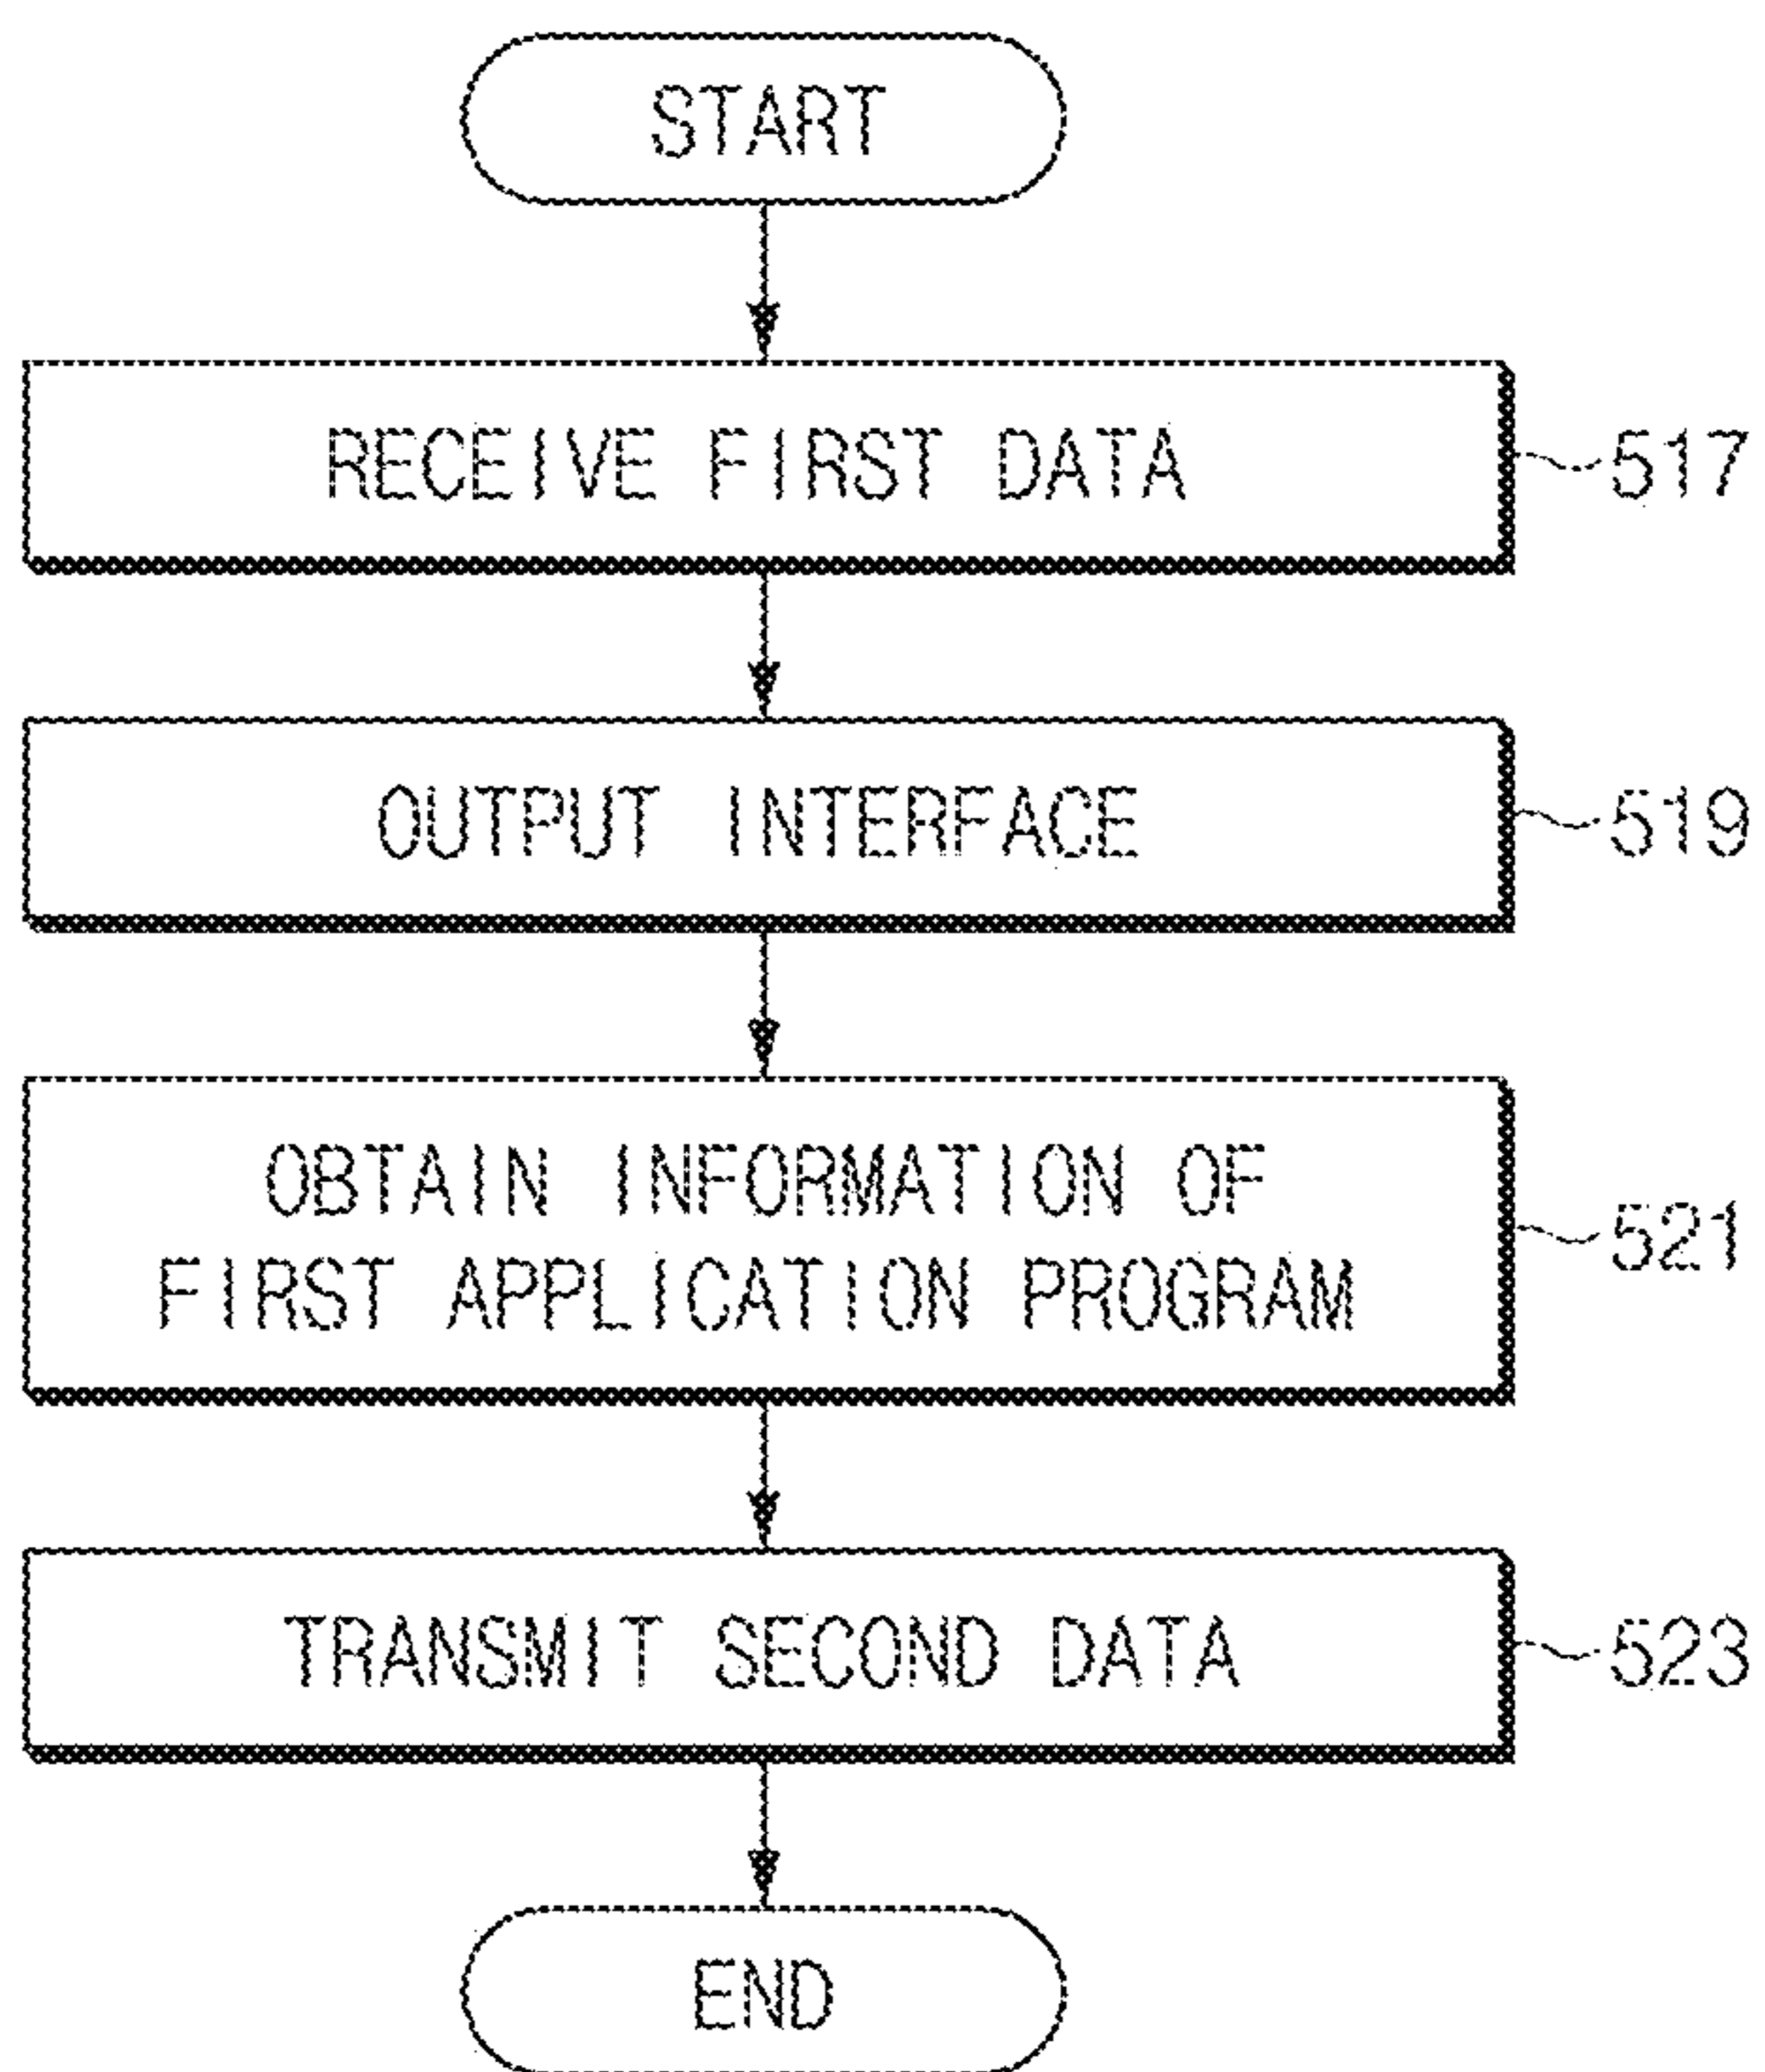 START
RECEIVE FIRST DATA
517
OUTPUT INTERFACE
519
OBTAIN INFORMATION OF
FIRST APPLICATION PROGRAM
521
TRANSMIT SECOND DATA
523
END